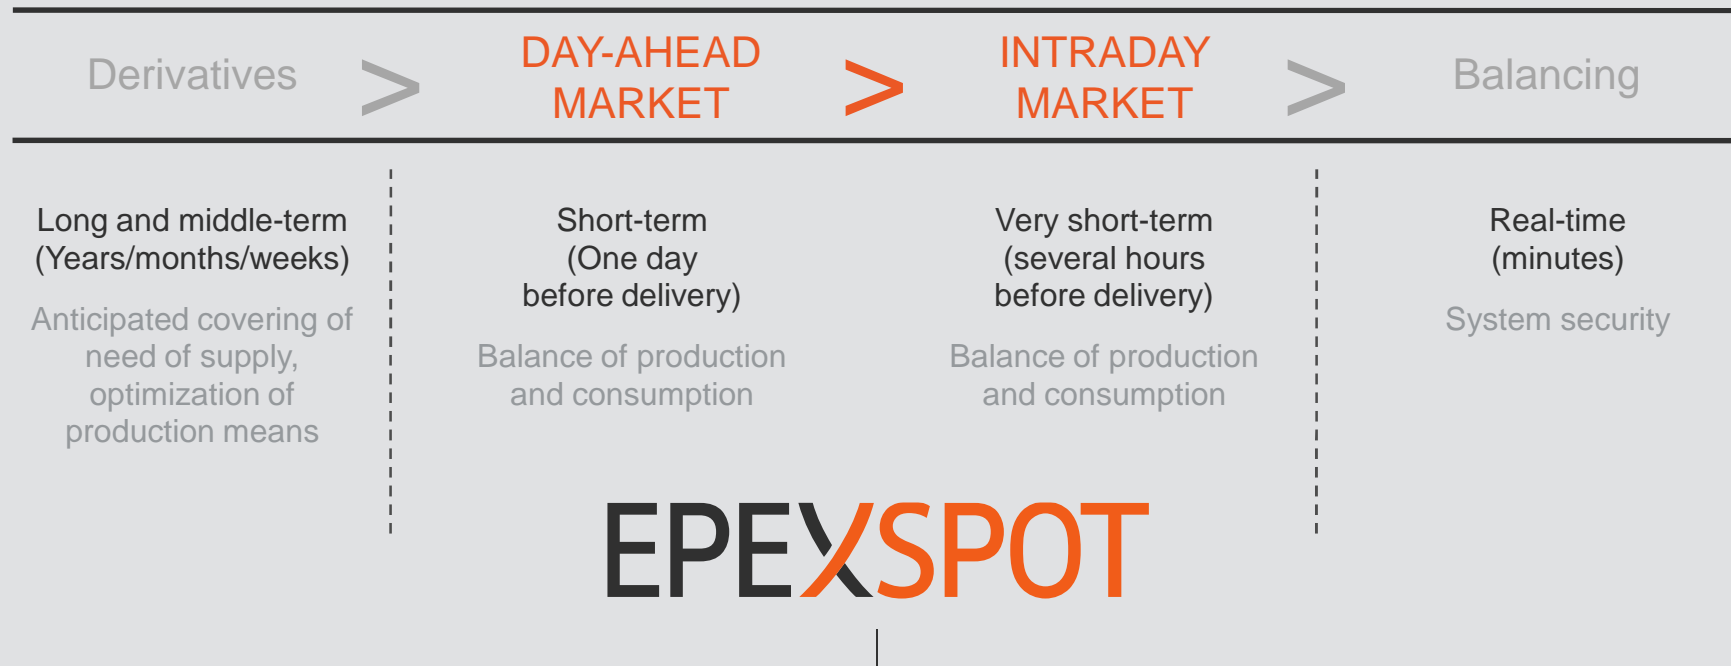 Derivatives > DAY-AHEAD MARKET > INTRADAY MARKET > Balancing
Long and middle-term
(Years/months/weeks)
Anticipated covering of
need of supply,
optimization of
production means
Short-term
(One day
before delivery)
Balance of production
and consumption
Very short-term
(several hours
before delivery)
Balance of production
and consumption
Real-time
(minutes)
System security
EPEXSPOT